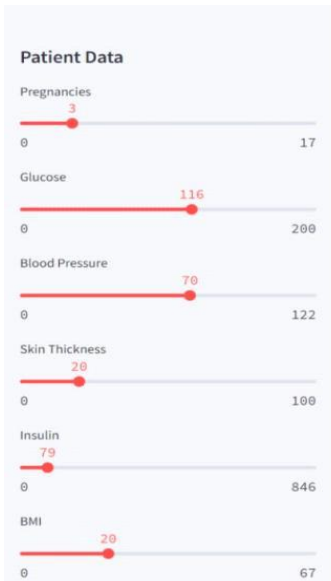 Patient Data
Pregnancies
3
0 17
Glucose
116
0 200
Blood Pressure
70
0 122
Skin Thickness
20
0 100
Insulin
79
0 846
BMI
20
0 67